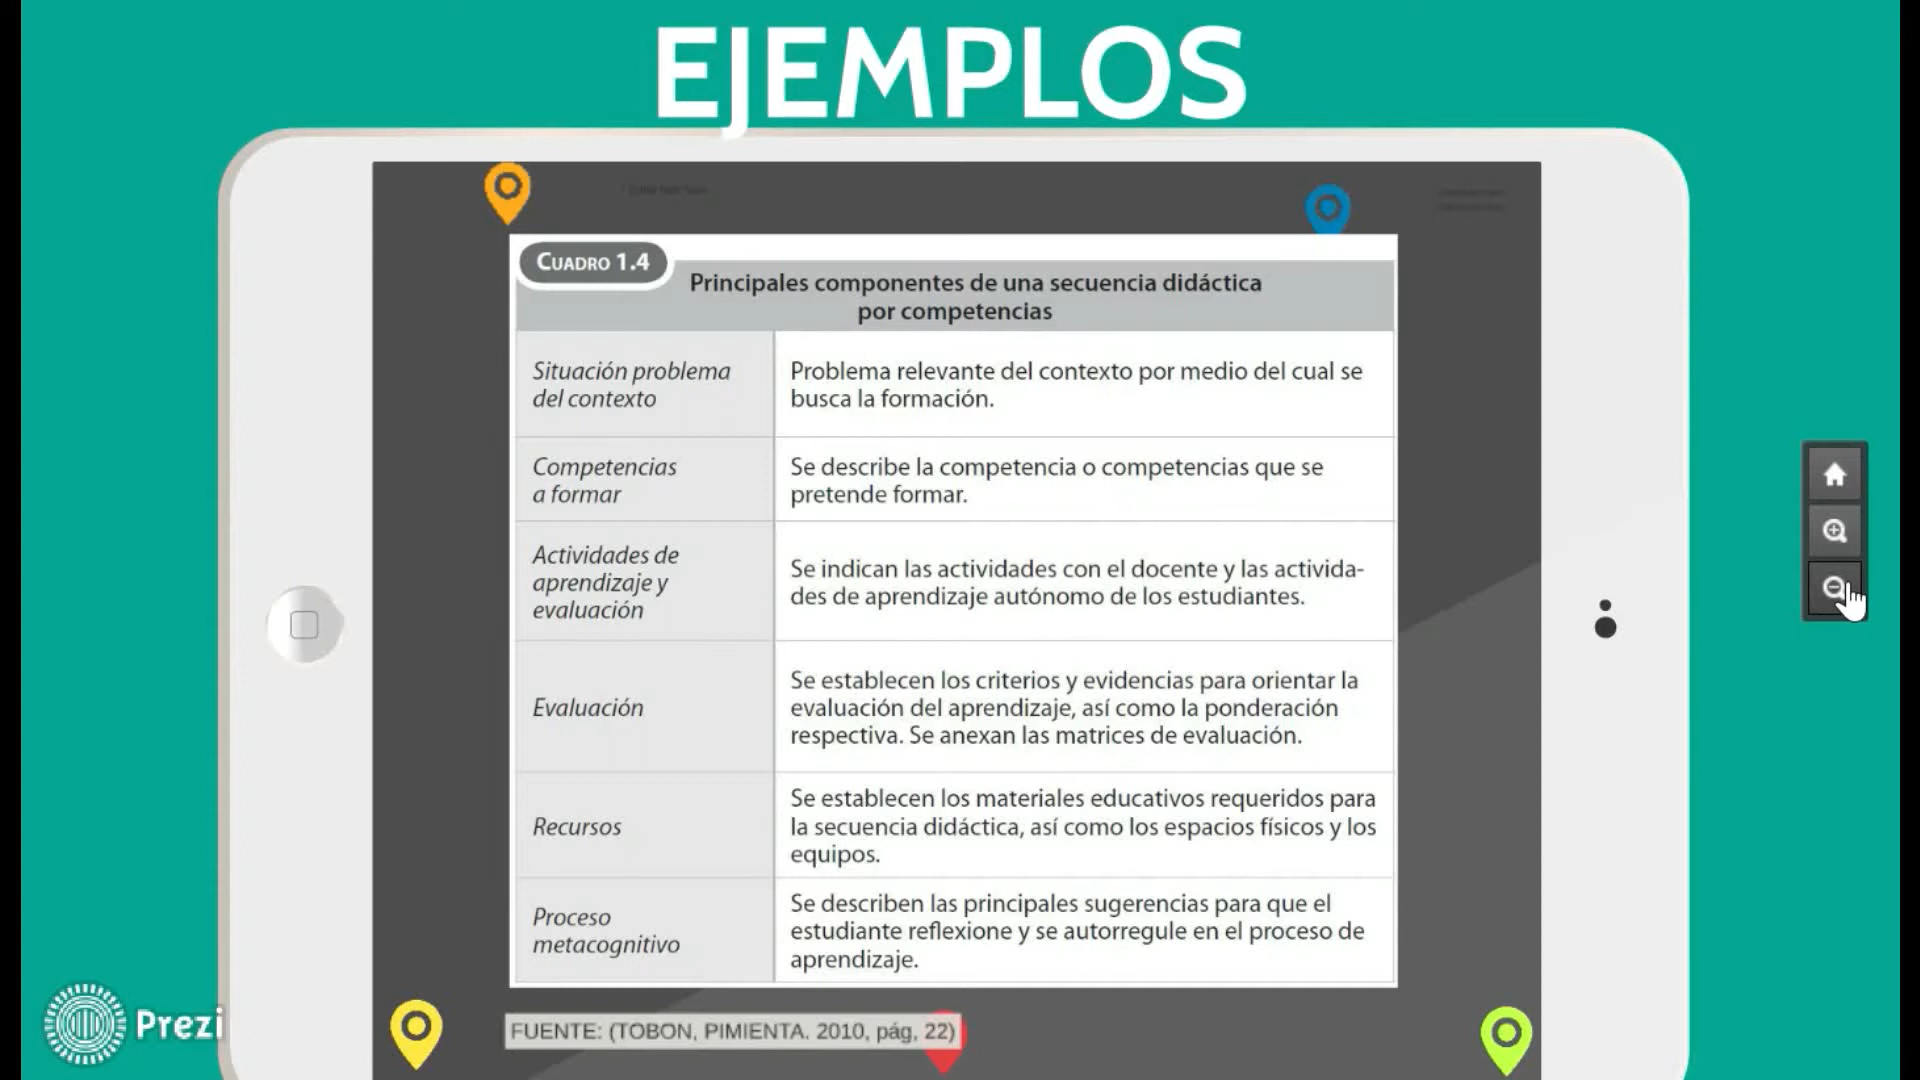 EJEMPLOS
CUADRO 1.4
Principales componentes de una secuencia didáctica
por competencias
Situación problema
del contexto
Problema relevante del contexto por medio del cual se
busca la formación.
Competencias
a formar
Se describe la competencia o competencias que se
pretende formar.
Actividades de
aprendizaje y
evaluación
Se indican las actividades con el docente y las activida-
des de aprendizaje autónomo de los estudiantes.
Evaluación
Se establecen los criterios y evidencias para orientar la
evaluación del aprendizaje, así como la ponderación
respectiva. Se anexan las matrices de evaluación.
Recursos
Se establecen los materiales educativos requeridos para
la secuencia didáctica, así como los espacios físicos y los
equipos.
Proceso
metacognitivo
Se describen las principales sugerencias para que el
estudiante reflexione y se autorregule en el proceso de
aprendizaje.
FUENTE: (TOBON, PIMIENTA. 2010, pág, 22)
Prezi